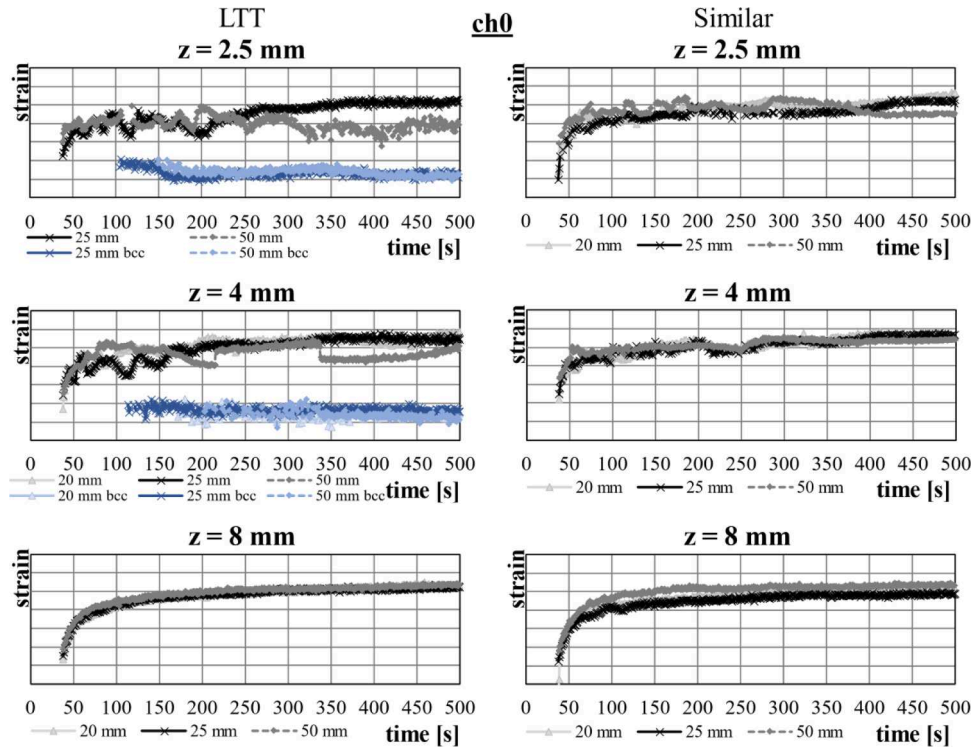 LTT
ch0
Similar
z = 2.5 mm
z = 2.5 mm
strain
strain
0 50 100 150 200 250 300 350 400 450 500
0 50 100 150 200 250 300 350 400 450 500
25 mm 50 mm
25 mm bcc 50 mm bcc
time [s]
20 mm 25 mm 50 mm
time [s]
z = 4 mm
z = 4 mm
strain
strain
0 50 100 150 200 250 300 350 400 450 500
0 50 100 150 200 250 300 350 400 450 500
20 mm 25 mm 50 mm
20 mm bcc 25 mm bcc 50 mm bcc
time [s]
20 mm 25 mm 50 mm
time [s]
z = 8 mm
z = 8 mm
strain
strain
0 50 100 150 200 250 300 350 400 450 500
0 50 100 150 200 250 300 350 400 450 500
20 mm 25 mm 50 mm
time [s]
20 mm 25 mm 50 mm
time [s]